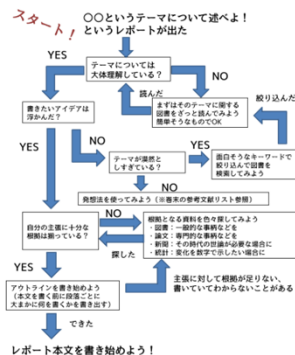 スタート！
〇〇というテーマについて述べよ！
というレポートが出た
YES
テーマについては
大体理解している？
NO
読んだ
絞り込んだ
書きたいアイデアは
浮かんだ？
まずはそのテーマに関する
図書をざっと読んでみよう
簡単そうなものでOK
NO
YES
テーマが漠然と
しすぎている？
YES
面白そうなキーワードで
絞り込んで図書を
検索してみよう
NO
発想法を使ってみよう（※巻末の参考文献リスト参照）
自分の主張に十分な
根拠は揃っている？
NO
根拠となる資料を色々探してみよう
・図書：一般的な事柄などを
・論文：専門的な事柄などを
・新聞：その時代の世論が必要な場合に
・統計：変化を数字で示したい場合に
探した
YES
主張に対して根拠が足りない、
書いていてわからないことがある
アウトラインを書き始めよう
（本文を書く前に段落ごとに
大まかに何を書くかを書き出す）
できた
レポート本文を書き始めよう！